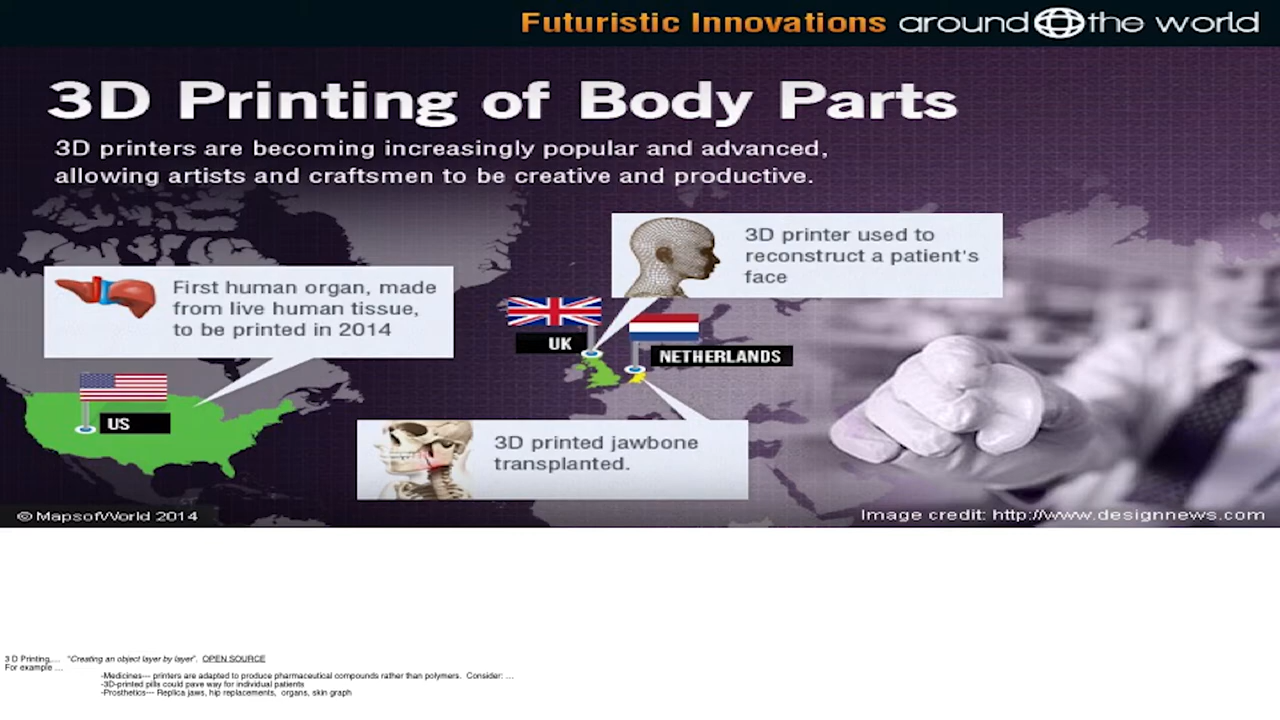 Futuristic Innovations around the world
3D Printing of Body Parts
3D printers are becoming increasingly popular and advanced,
allowing artists and craftsmen to be creative and productive.
3D printer used to
reconstruct a patient's
face
First human organ, made
from live human tissue,
to be printed in 2014
UK
NETHERLANDS
US
3D printed jawbone
transplanted.
© MapsofWorld 2014
Image credit: http://www.designnews.com
3 D Printing.... "Creating an object layer by layer". OPEN SOURCE
For example ...
-Medicines--- printers are adapted to produce pharmaceutical compounds rather than polymers. Consider: ...
-3D-printed pills could pave way for individual patients
-Prosthetics--- Replica jaws, hip replacements, organs, skin graph